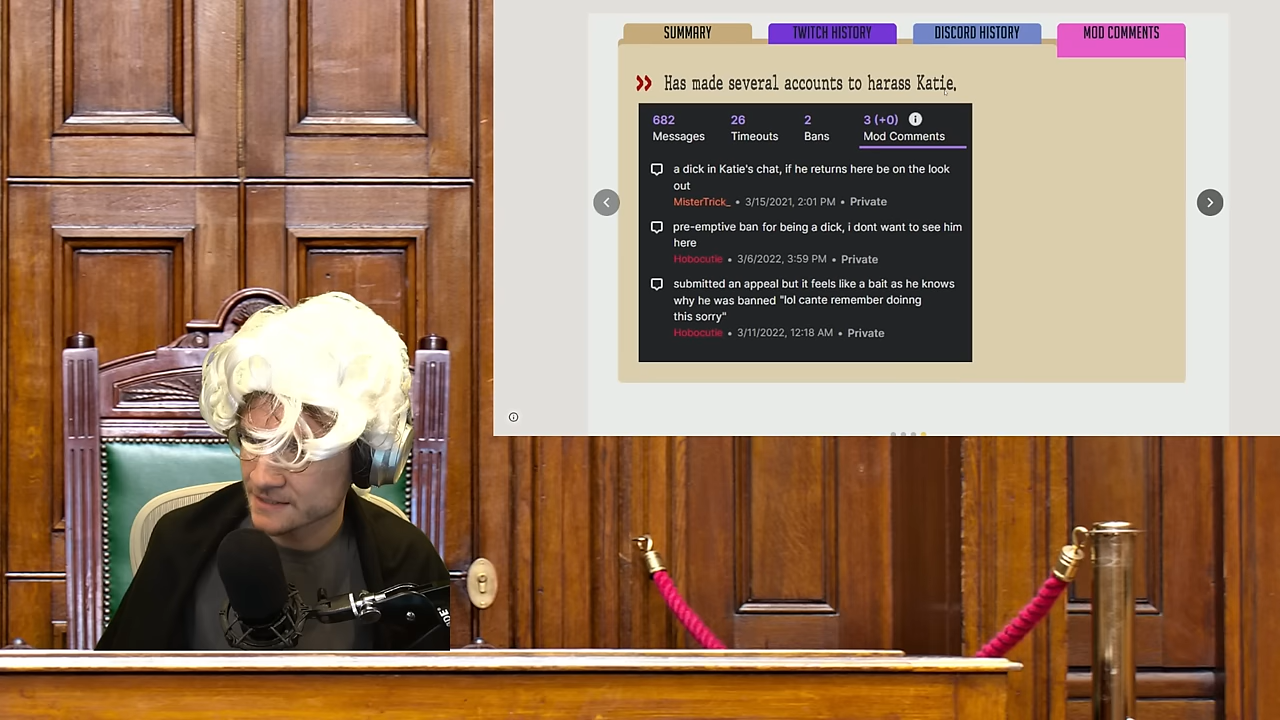 SUMMARY
TWITCH HISTORY
DISCORD HISTORY
MOD COMMENTS
Has made several accounts to harass Katie.
682 26 2 3 (+0)
Messages Timeouts Bans Mod Comments
a dick in Katie's chat, if he returns here be on the look
out
MisterTrick_ • 3/15/2021, 2:01 PM • Private
pre-emptive ban for being a dick, i dont want to see him
here
Hobocutie • 3/6/2022, 3:59 PM • Private
submitted an appeal but it feels like a bait as he knows
why he was banned "lol cante remember doinng
this sorry"
Hobocutie • 3/11/2022, 12:18 AM • Private